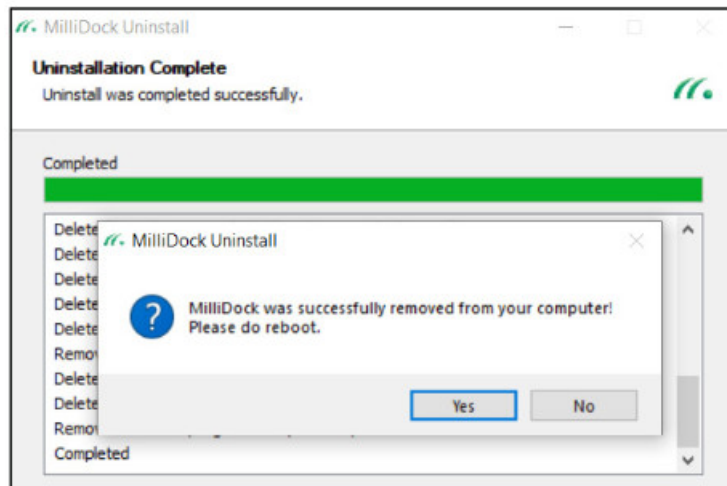 MilliDock Uninstall
Uninstallation Complete
Uninstall was completed successfully.
Completed
Delete
Delete
Delete
Delete
Delete
Remov
Delete
Delete
Remov
Completed
MilliDock Uninstall
MilliDock was successfully removed from your computer!
Please do reboot.
Yes
No